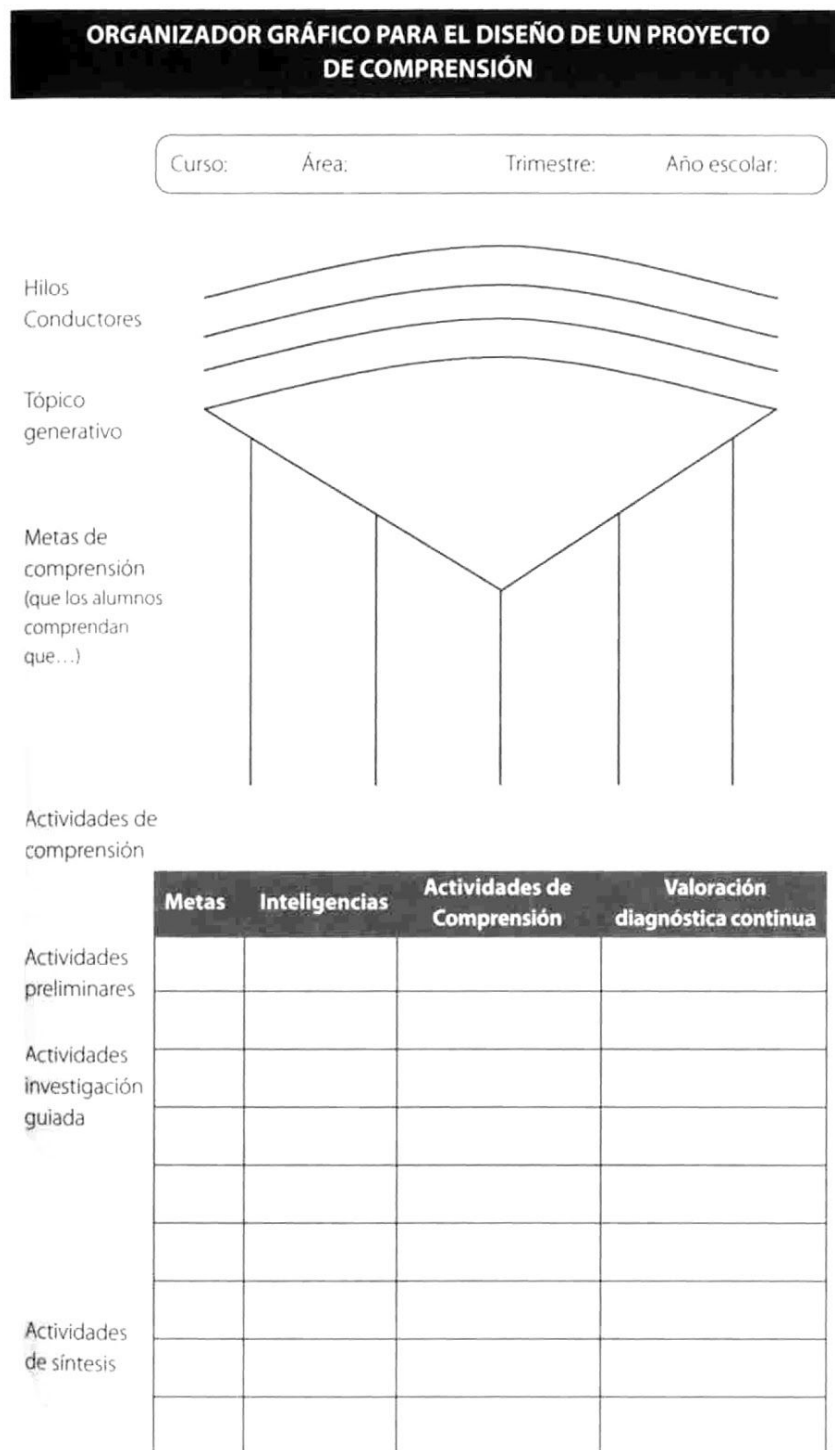 ORGANIZADOR GRÁFICO PARA EL DISEÑO DE UN PROYECTO
DE COMPRENSIÓN
Curso: Área: Trimestre: Año escolar:
Hilos
Conductores
Tópico
generativo
Metas de
comprensión
(que los alumnos
comprendan
que...)
Actividades de
comprensión
Metas Inteligencias Actividades de Comprensión Valoración diagnóstica continua
Actividades
preliminares
Actividades
investigación
guiada
Actividades
de síntesis